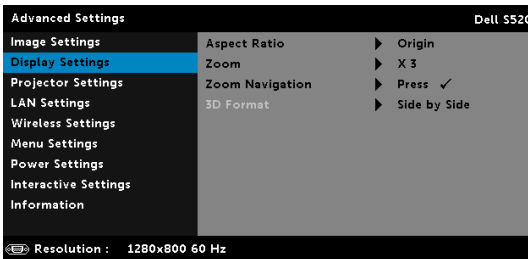 Advanced Settings Dell S520
Image Settings
Display Settings
Projector Settings
LAN Settings
Wireless Settings
Menu Settings
Power Settings
Interactive Settings
Information
Aspect Ratio Origin
Zoom X 3
Zoom Navigation Press ✓
3D Format Side by Side
Resolution : 1280x800 60 Hz